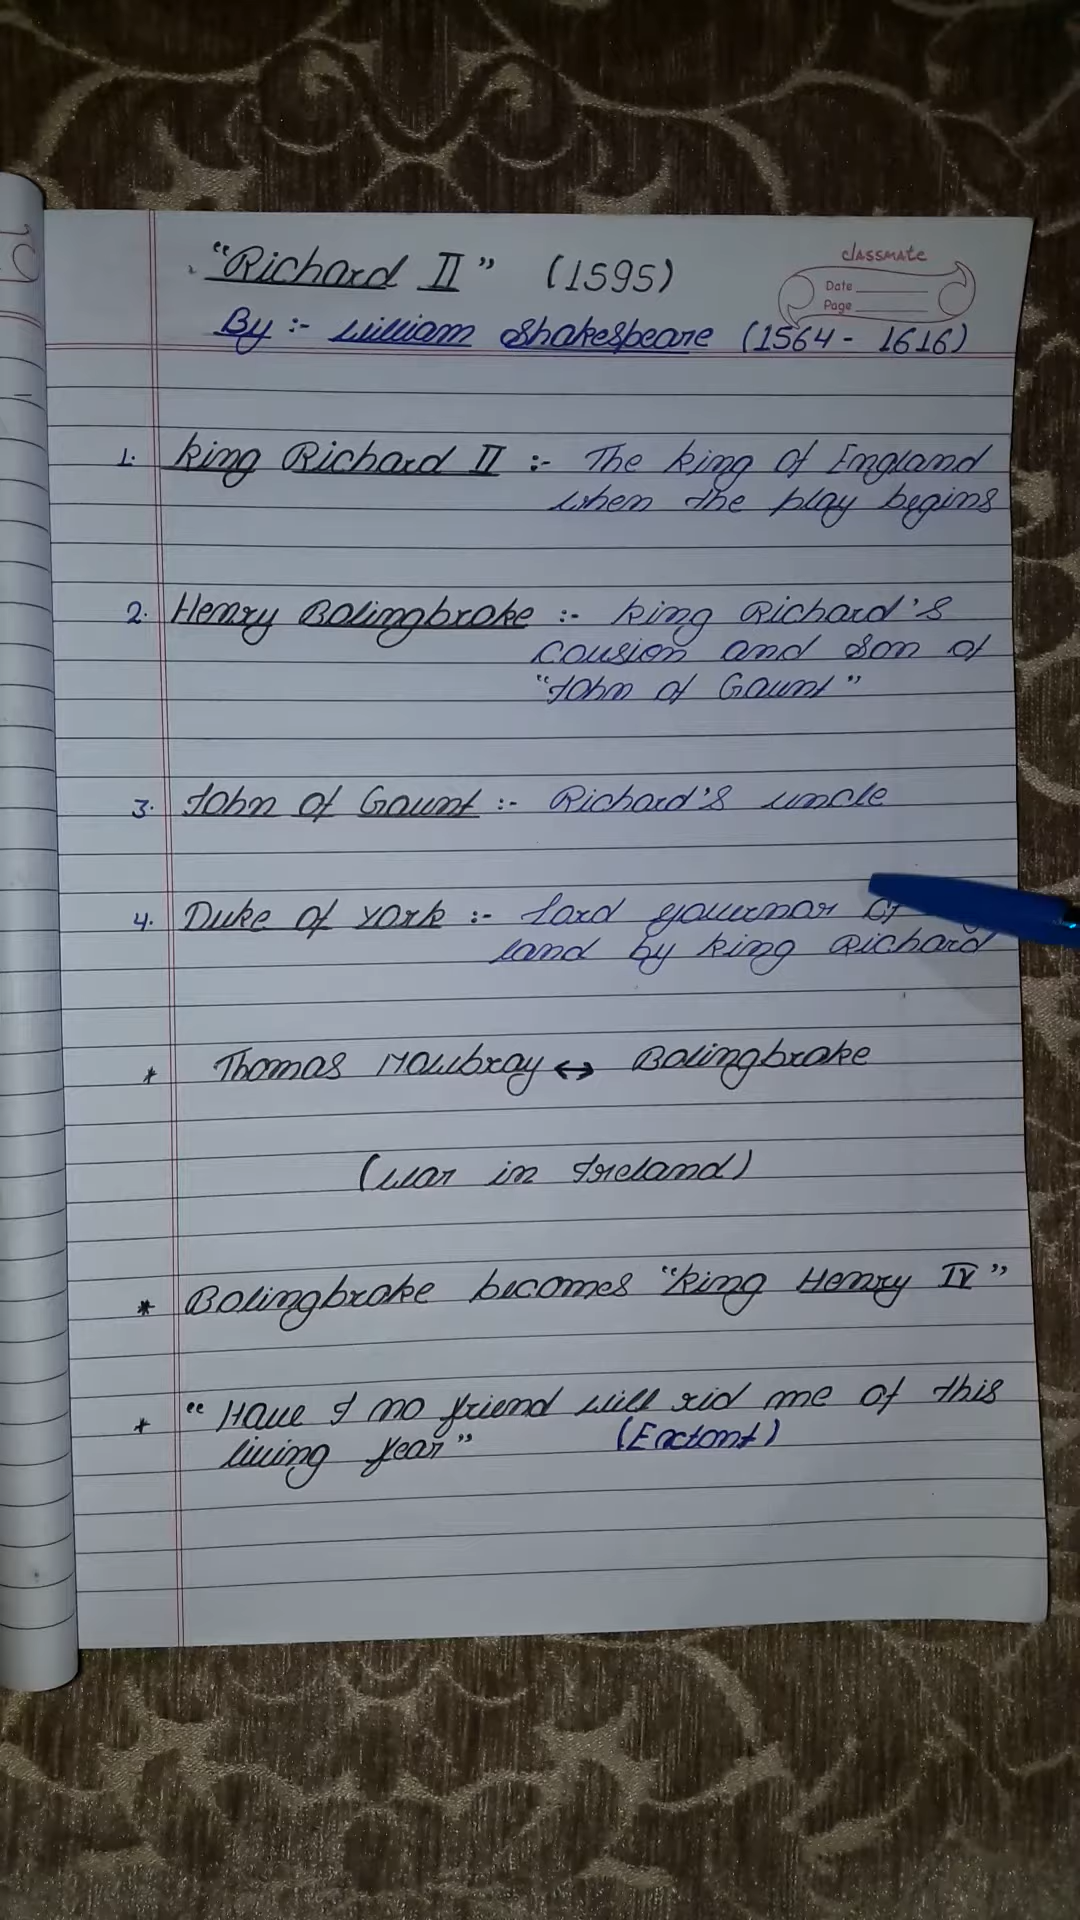 "Richard II" (1595)
classmate
Date
Page
By :- William Shakespeare (1564 - 1616)
1. King Richard II :- The king of England
when the play begins
2. Henry Bolingbroke :- King Richard's
cousion and son of
"John of Gaunt"
3. John of Gaunt :- Richard's uncle
4. Duke of York :- Lord governor of
land by King Richard
* Thomas Mowbray ↔ Bolingbroke
(war in Ireland)
* Bolingbroke becomes "King Henry IV"
* "Have I no friend will rid me of this
living fear" (Exton)